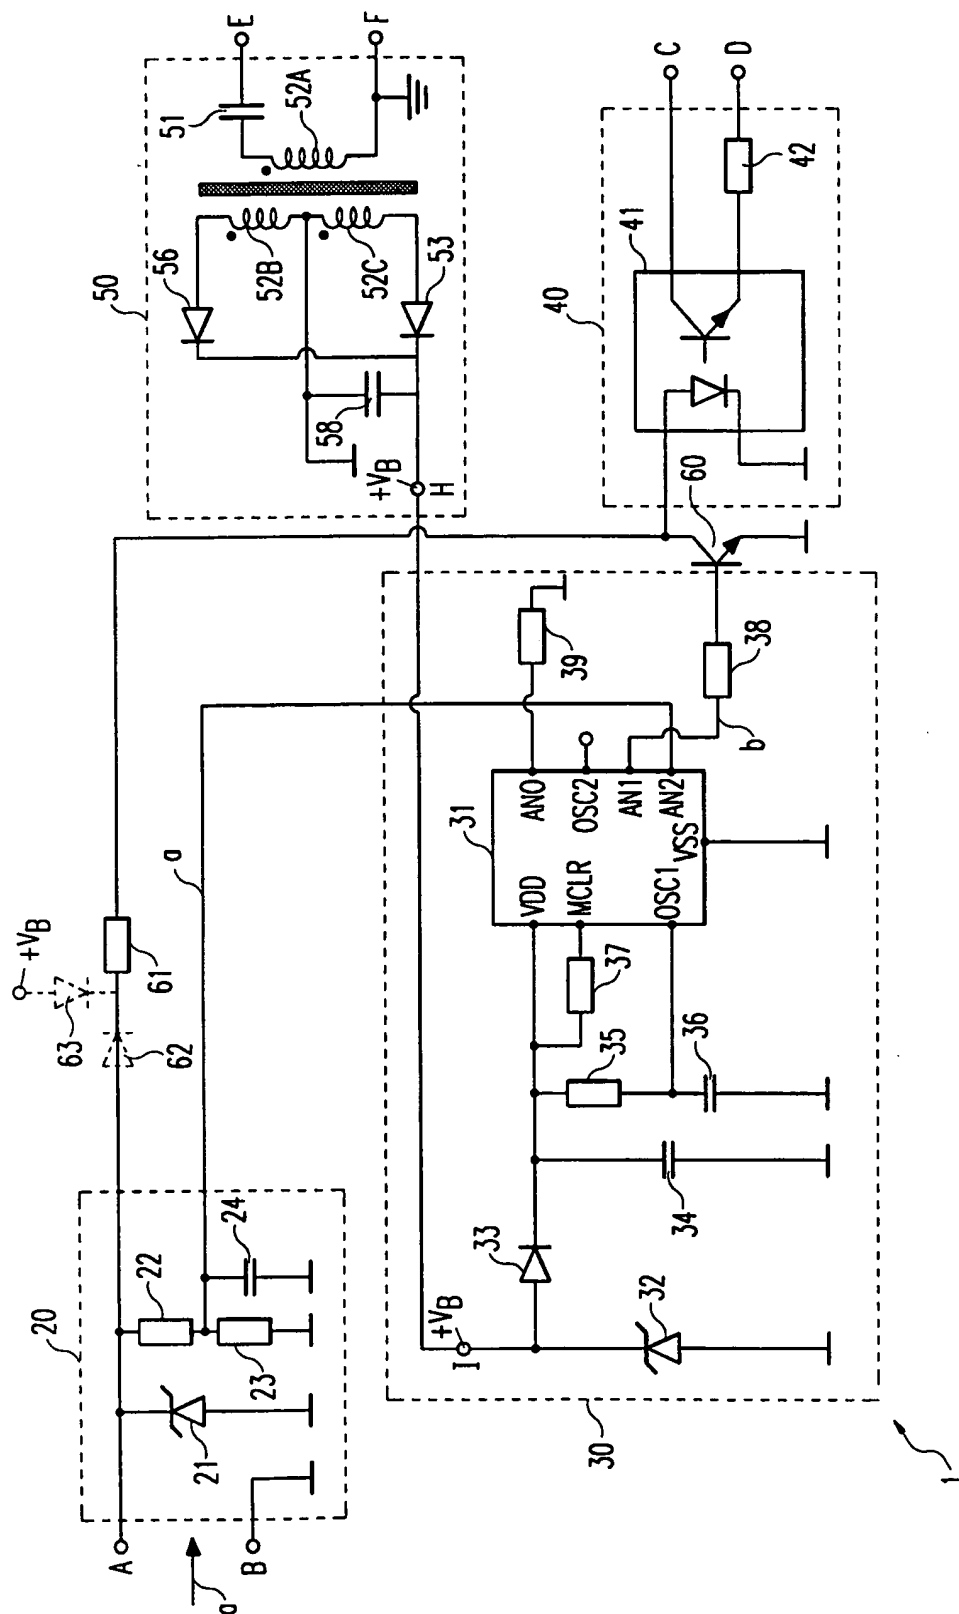 E
F
51
52A
50
56
52B
52C
53
58
+VB
H
C
D
42
41
40
60
38
b
39
31
AN0
OSC2
AN1
AN2
VDD
MCLR
OSC1
VSS
37
35
36
34
33
+VB
I
32
30
a
+VB
63
62
61
20
22
24
23
21
A
B
a
1